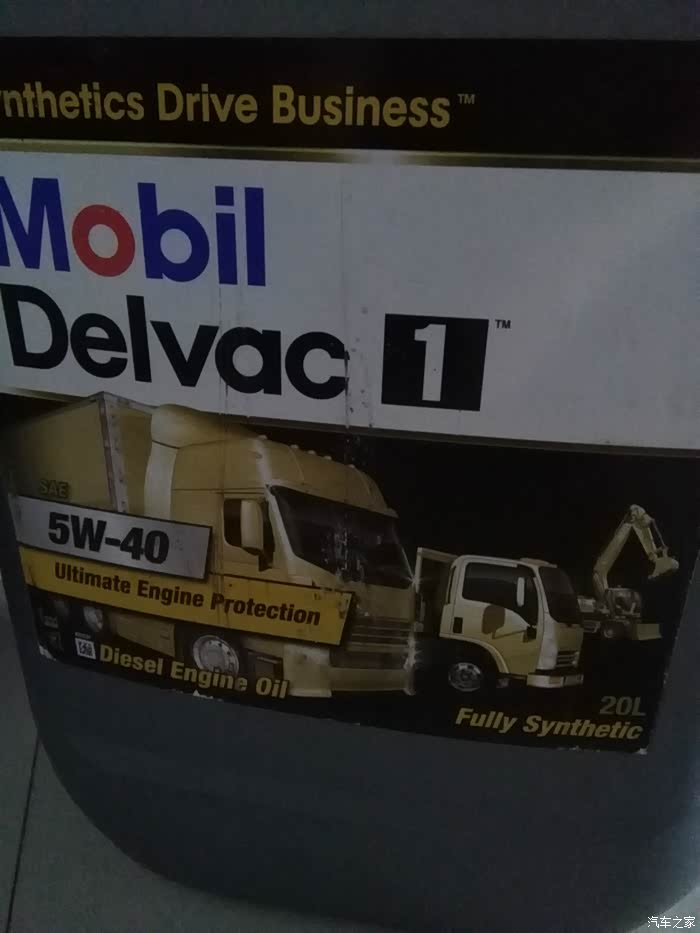 nthetics Drive Business™
Mobil
Delvac 1™
SAE
5W-40
Ultimate Engine Protection
Diesel Engine Oil
20L
Fully Synthetic
汽车之家